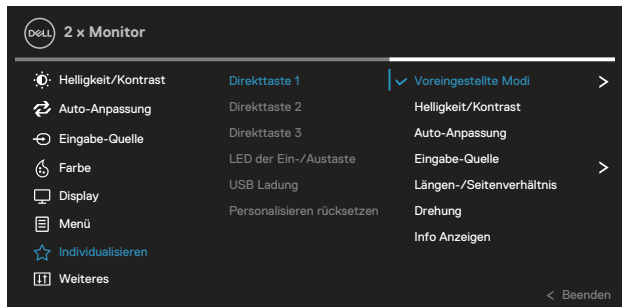 DELL
2 x Monitor
Helligkeit/Kontrast
Auto-Anpassung
Eingabe-Quelle
Farbe
Display
Menü
Individualisieren
Weiteres
Direkttaste 1
Direkttaste 2
Direkttaste 3
LED der Ein-/Austaste
USB Ladung
Personalisieren rücksetzen
Voreingestellte Modi
Helligkeit/Kontrast
Auto-Anpassung
Eingabe-Quelle
Längen-/Seitenverhältnis
Drehung
Info Anzeigen
< Beenden